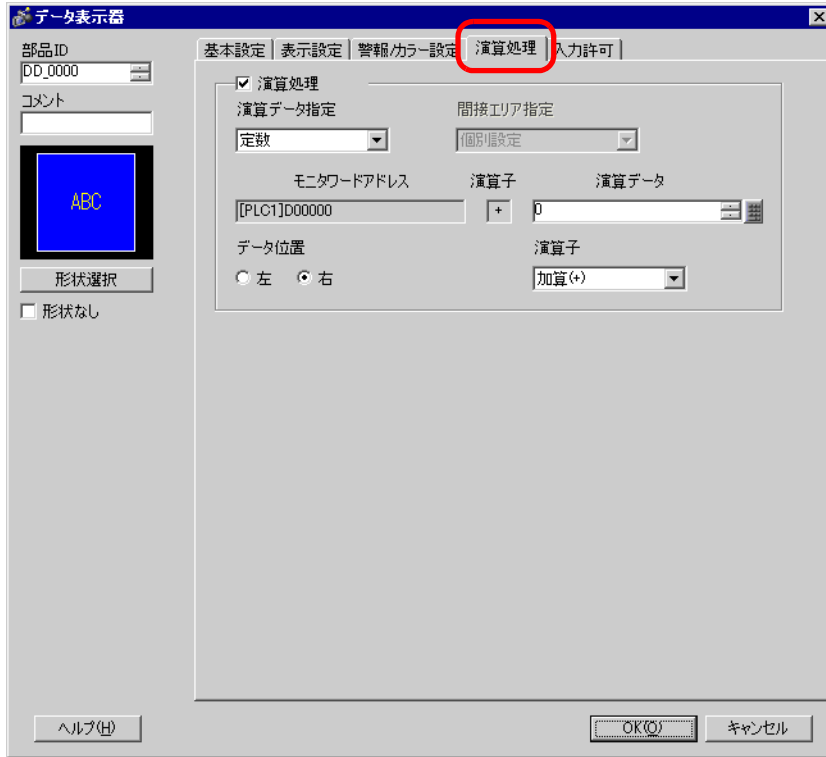 データ表示器
部品ID
DD_0000
コメント
ABC
形状選択
形状なし
基本設定 表示設定 警報/カラー設定 演算処理 入力許可
演算処理
演算データ指定 間接エリア指定
定数 個別設定
モニタワードアドレス 演算子 演算データ
[PLC1]D00000 + 0
データ位置 演算子
左 右 加算(+)
ヘルプ(H) OK(O) キャンセル